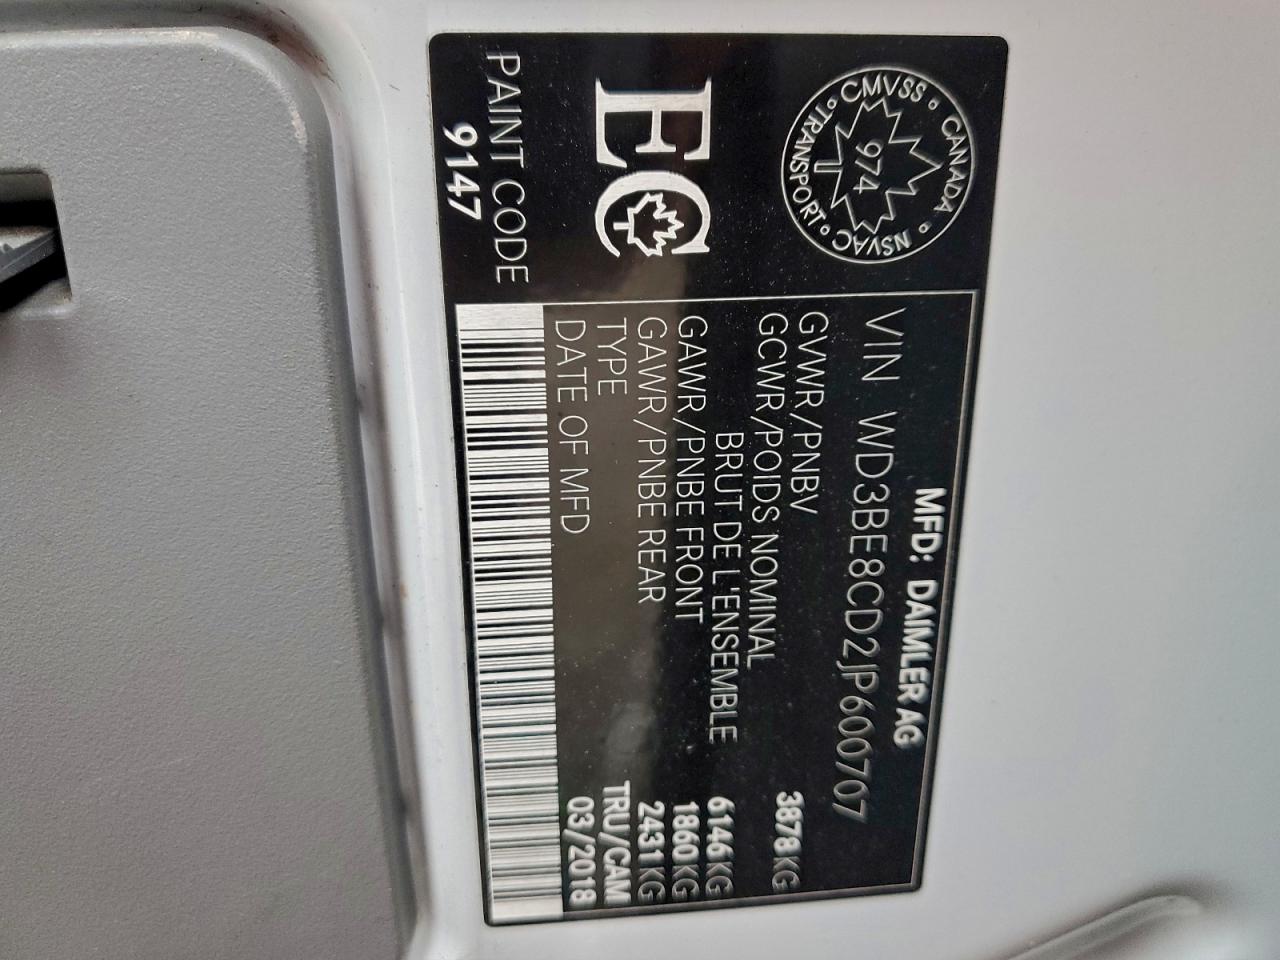 CMVSS • CANADA • NSVAC • TRANSPORT •
974
EC
PAINT CODE
9147
MFD: DAIMLER AG
VIN WD3BE8CD2JP600707
GVWR/PNBV 3878KG
GCWR/POIDS NOMINAL
BRUT DE L'ENSEMBLE 6146KG
GAWR/PNBE FRONT 1860KG
GAWR/PNBE REAR 2431KG
TYPE TRU/CAM
DATE OF MFD 03/2018